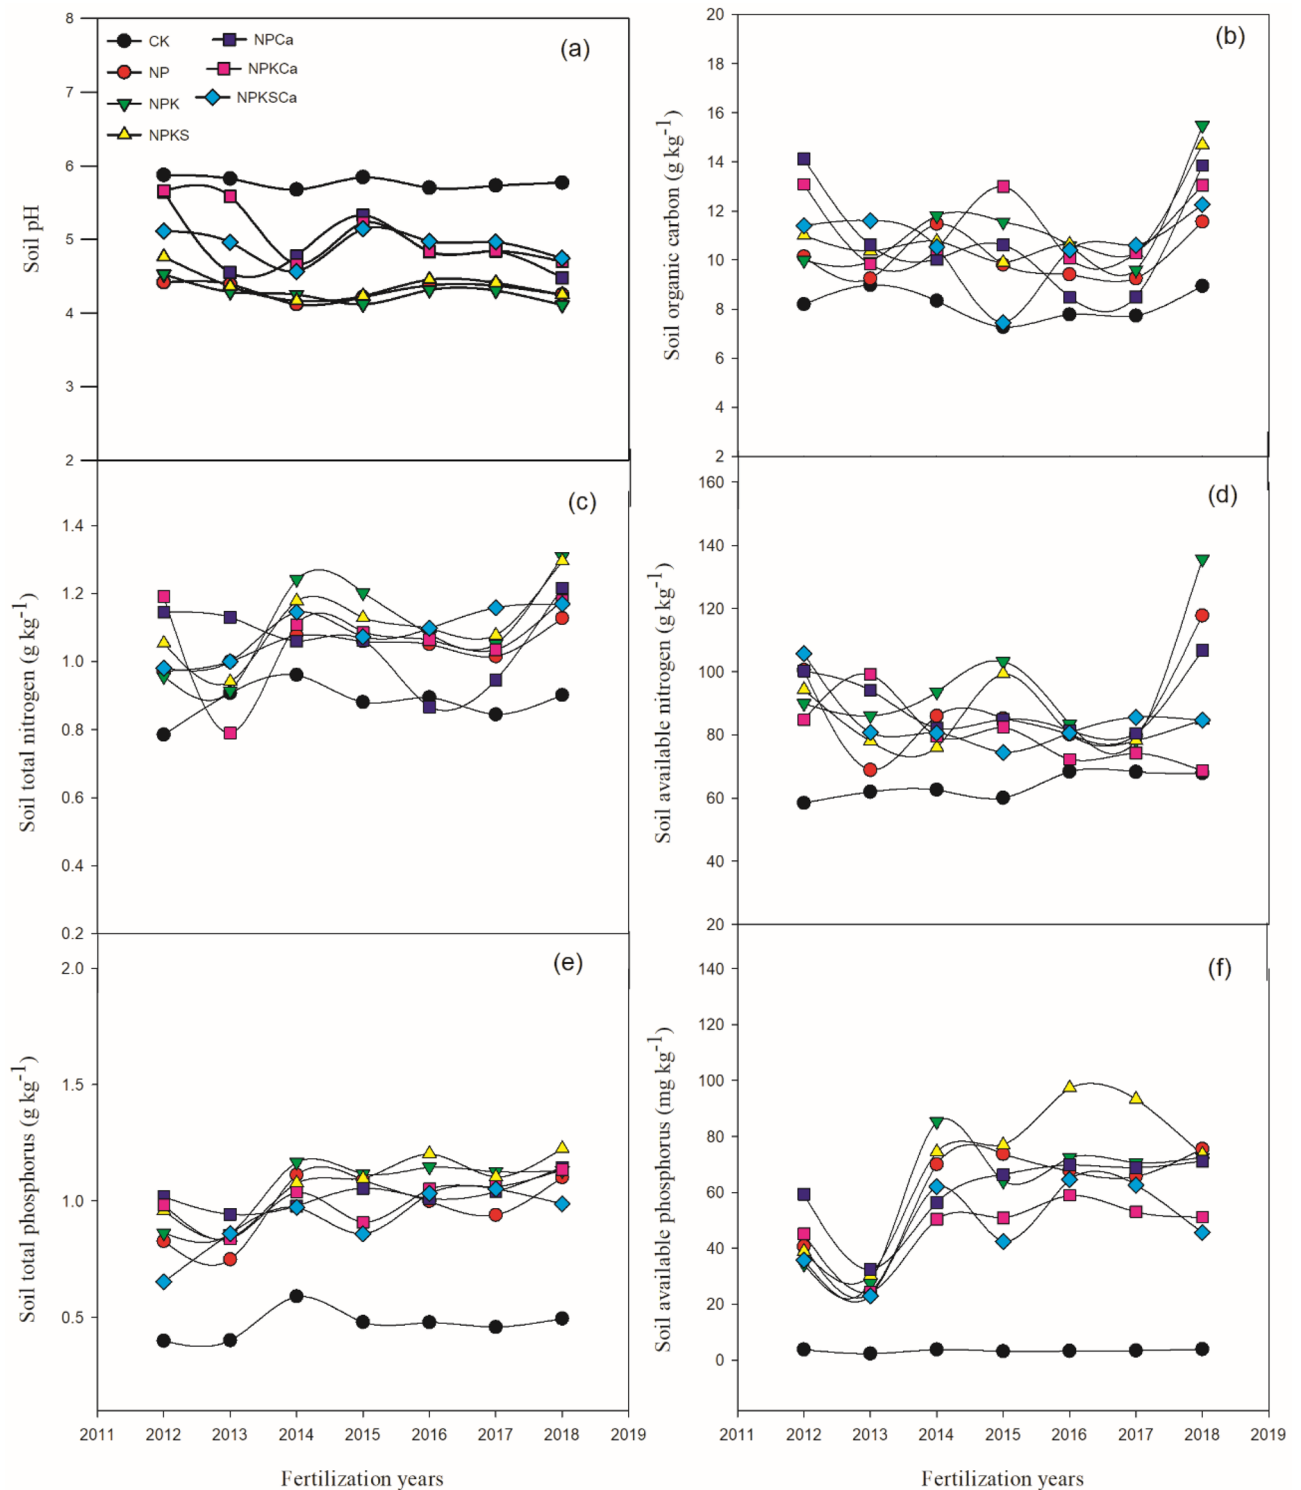 8
7
6
5
4
3
2
Soil pH
CK
NP
NPK
NPKS
NPCa
NPKCa
NPKSCa
(a)
20
18
16
14
12
10
8
6
4
2
Soil organic carbon (g kg-1)
(b)
1.4
1.2
1.0
0.8
0.6
0.4
0.2
Soil total nitrogen (g kg-1)
(c)
160
140
120
100
80
60
40
20
Soil available nitrogen (g kg-1)
(d)
2.0
1.5
1.0
0.5
Soil total phosphorus (g kg-1)
(e)
2011 2012 2013 2014 2015 2016 2017 2018 2019
Fertilization years
140
120
100
80
60
40
20
0
Soil available phosphorus (mg kg-1)
(f)
2011 2012 2013 2014 2015 2016 2017 2018 2019
Fertilization years